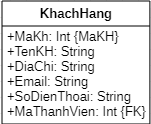 KhachHang
+MaKh: Int {MaKH}
+TenKH: String
+DiaChi: String
+Email: String
+SoDienThoai: String
+MaThanhVien: Int {FK}